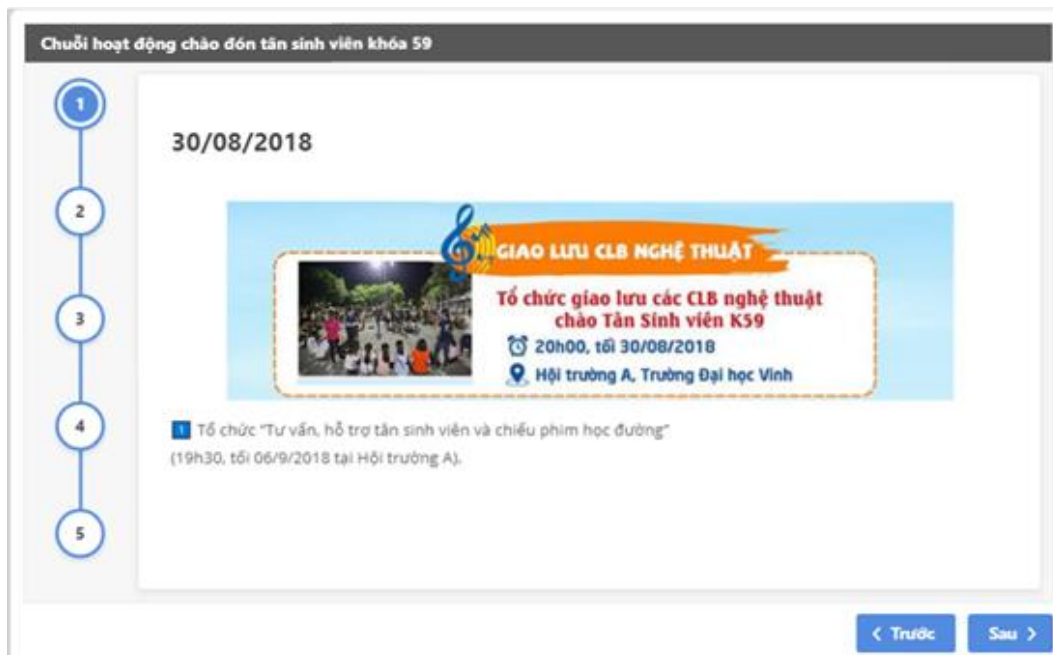 Chuỗi hoạt động chào đón tân sinh viên khóa 59
1
2
3
4
5
30/08/2018
GIAO LƯU CLB NGHỆ THUẬT
Tổ chức giao lưu các CLB nghệ thuật
chào Tân Sinh viên K59
20h00, tối 30/08/2018
Hội trường A, Trường Đại học Vinh
1 Tổ chức "Tư vấn, hỗ trợ tân sinh viên và chiếu phim học đường"
(19h30, tối 06/9/2018 tại Hội trường A).
< Trước
Sau >